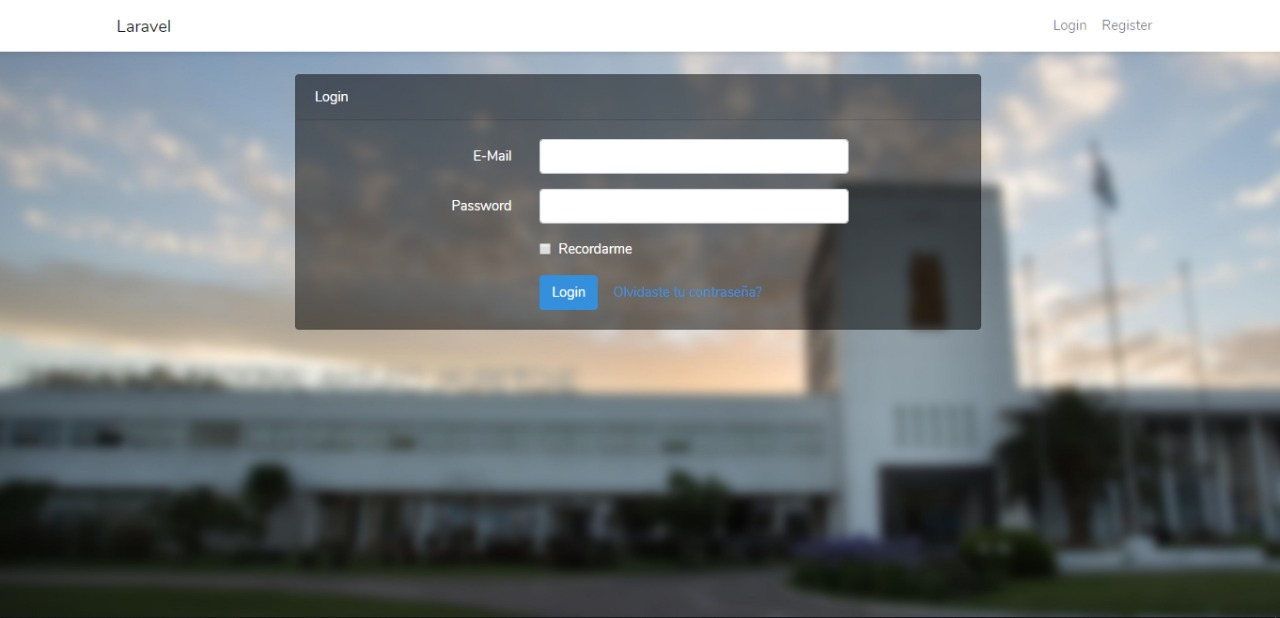 Laravel
Login Register
Login
E-Mail
Password
Recordarme
Login Olvidaste tu contraseña?